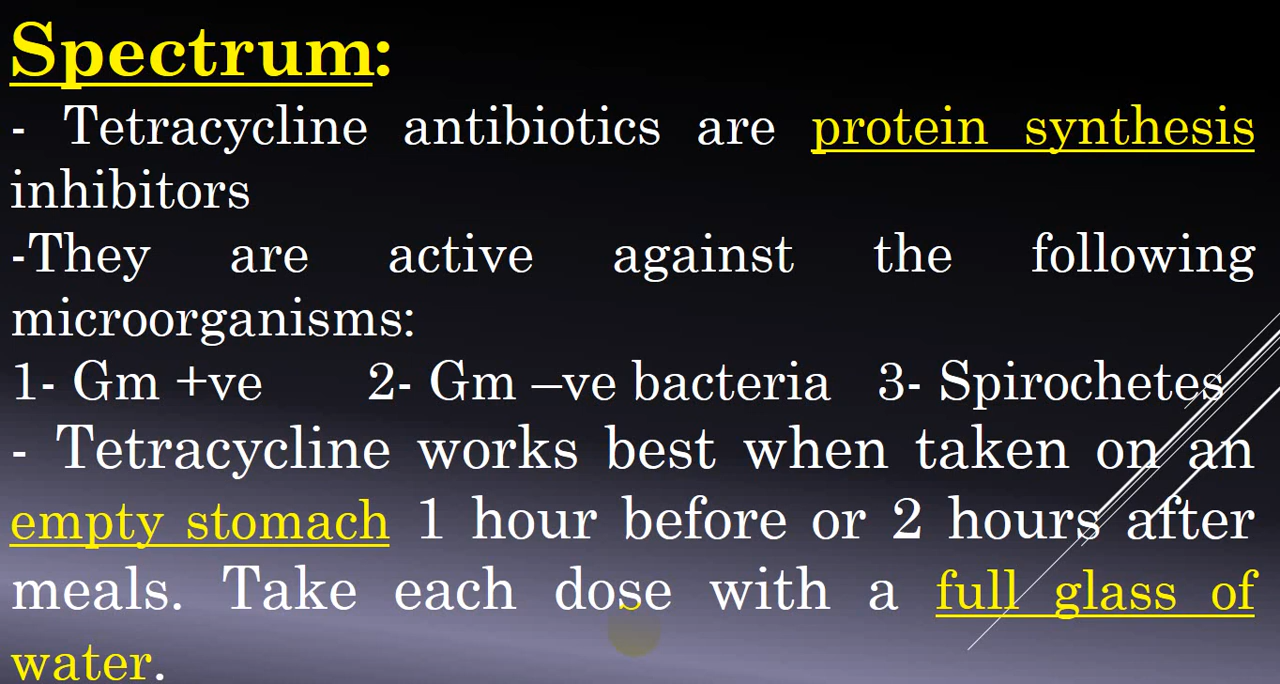 Spectrum:
- Tetracycline antibiotics are protein synthesis
inhibitors
-They are active against the following
microorganisms:
1- Gm +ve 2- Gm –ve bacteria 3- Spirochetes
- Tetracycline works best when taken on an
empty stomach 1 hour before or 2 hours after
meals. Take each dose with a full glass of
water.